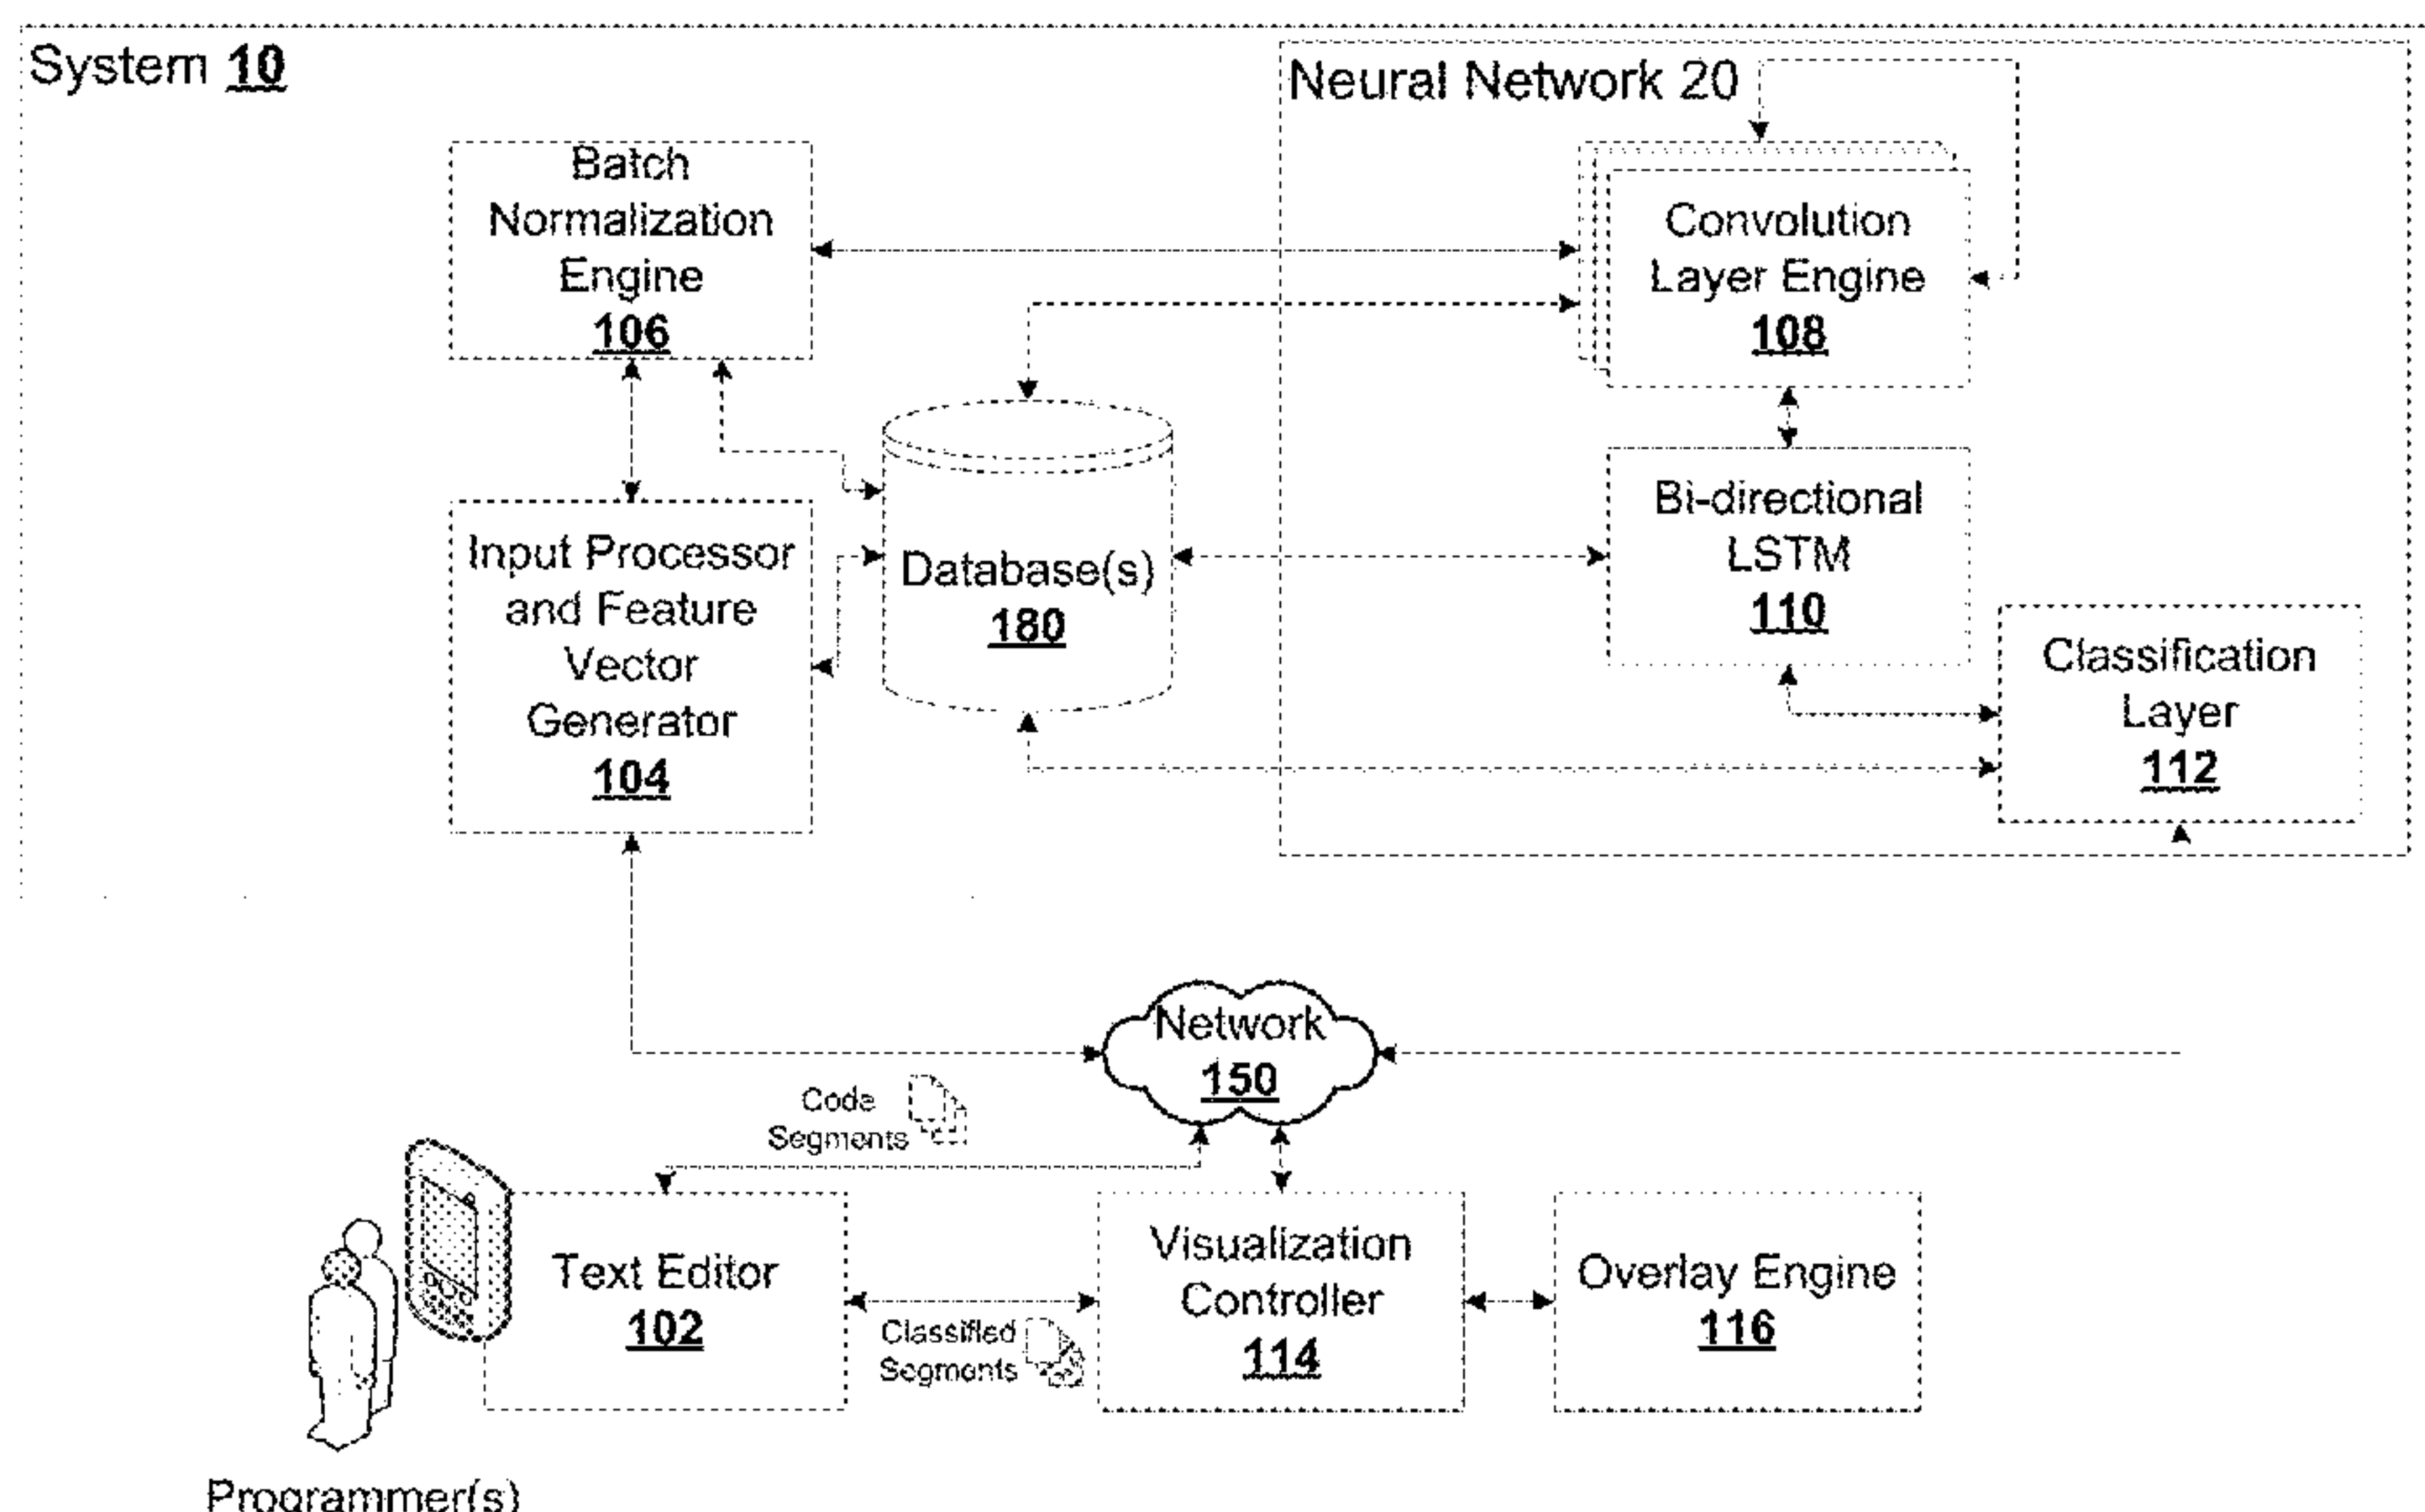 System 10
Neural Network 20
Batch
Normalization
Engine
106
Convolution
Layer Engine
108
Input Processor
and Feature
Vector
Generator
104
Database(s)
180
Bi-directional
LSTM
110
Classification
Layer
112
Network
150
Code
Segments
Text Editor
102
Classified
Segments
Visualization
Controller
114
Overlay Engine
116
Programmer(s)